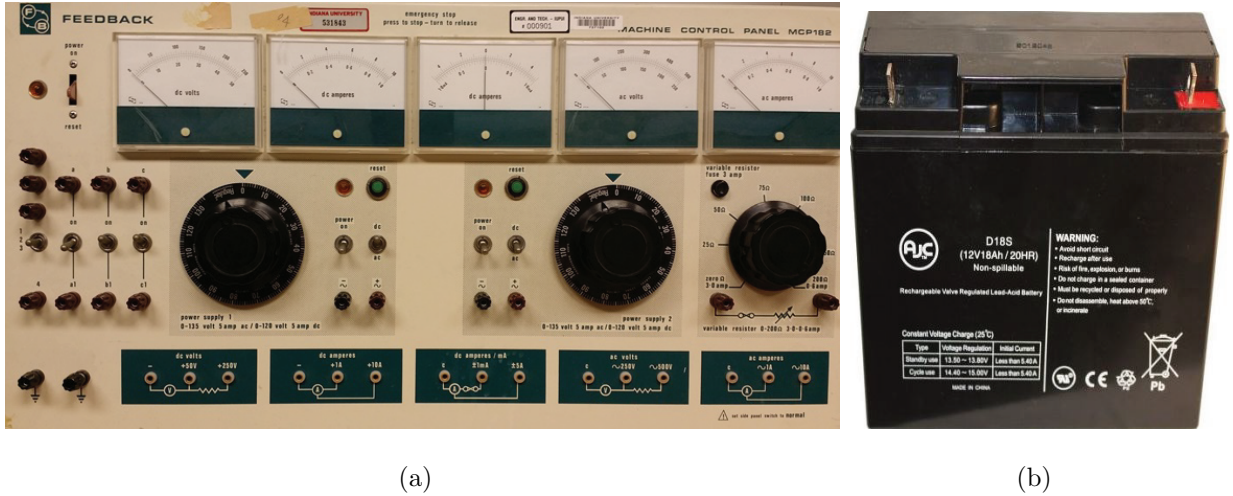 FEEDBACK
INDIANA UNIVERSITY
531843
emergency stop
press to stop – turn to release
ENGR. AND TECH. - IUPUI
# 000901
MACHINE CONTROL PANEL MCP182
power
on
reset
dc volts
dc amperes
dc amperes
ac volts
ac amperes
a b c
on on on
1
2
3
4 a1 b1 c1
reset
power
on
dc
ac
power supply 1
0-135 volt 5 amp ac / 0-120 volt 5 amp dc
reset
power
on
dc
ac
power supply 2
0-135 volt 5 amp ac / 0-120 volt 5 amp dc
variable resistor
fuse 3 amp
25Ω
50Ω
75Ω
100Ω
200Ω
0·6amp
zero Ω
3·0amp
variable resistor 0-200Ω 3·0-0·6amp
dc volts
– +50V +250V
dc amperes
– +1A +10A
dc amperes / mA
c ±1mA ±5A
ac volts
c ~250V ~500V
ac amperes
c ~1A ~10A
set side panel switch to normal
AJC
D18S
(12V18Ah / 20HR)
Non-spillable
Rechargeable Valve Regulated Lead-Acid Battery
WARNING:
• Avoid short circuit
• Recharge after use
• Risk of fire, explosion, or burns
• Do not charge in a sealed container
• Must be recycled or disposed of properly
• Do not disassemble, heat above 50°C, or incinerate
Constant Voltage Charge (25°C)
Type Voltage Regulation Initial Current
Standby use 13.50 ~ 13.80V Less than 5.40A
Cycle use 14.40 ~ 15.00V Less than 5.40A
MADE IN CHINA
CE
Pb
(a)
(b)